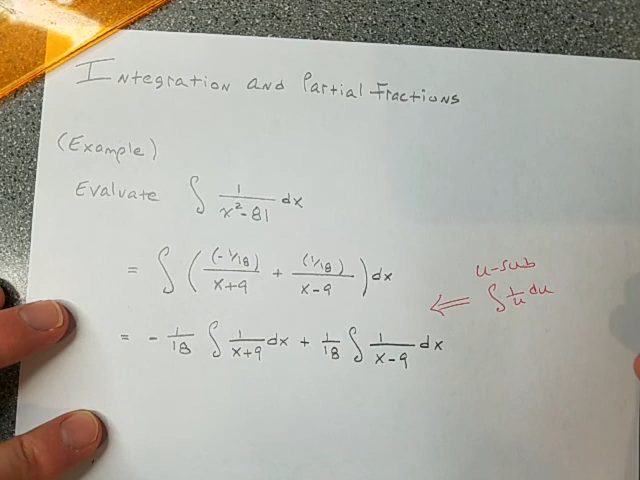 Integration and Partial Fractions
(Example)
Evaluate ∫ 1/(x²-81) dx
= ∫ ( (-1/18)/(x+9) + (1/18)/(x-9) ) dx
u-sub
⇐ ∫ 1/u du
= - 1/18 ∫ 1/(x+9) dx + 1/18 ∫ 1/(x-9) dx